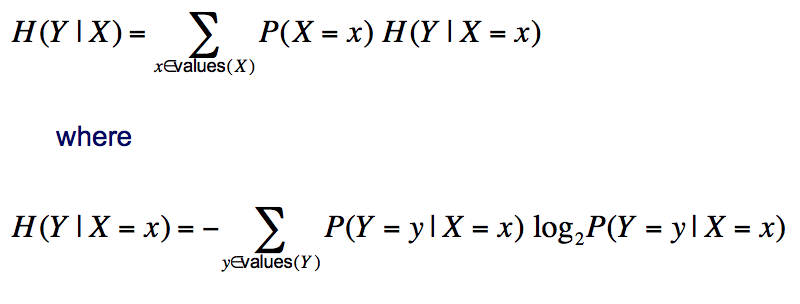 H(Y | X) = ∑ P(X = x) H(Y | X = x)
x∈values(X)
where
H(Y | X = x) = − ∑ P(Y = y | X = x) log₂P(Y = y | X = x)
y∈values(Y)